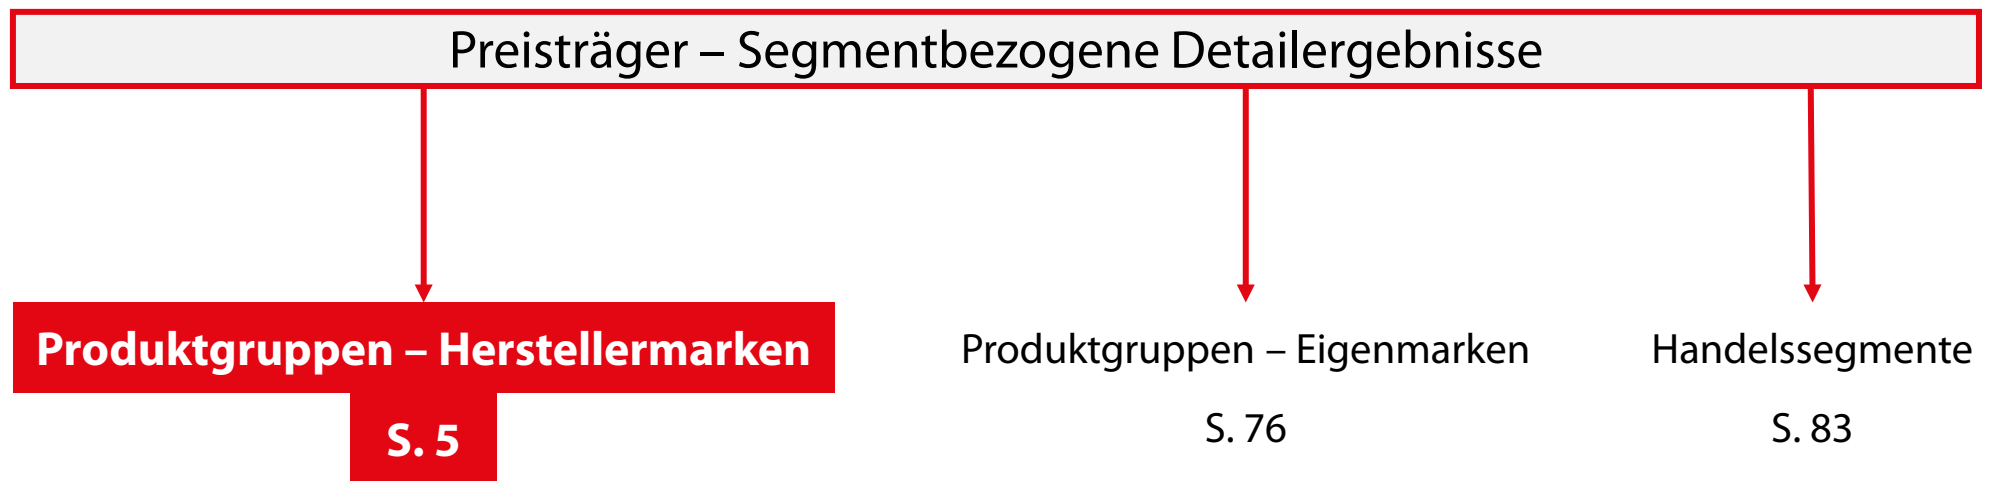 Preisträger – Segmentbezogene Detailergebnisse
Produktgruppen – Herstellermarken
S. 5
Produktgruppen – Eigenmarken
S. 76
Handelssegmente
S. 83